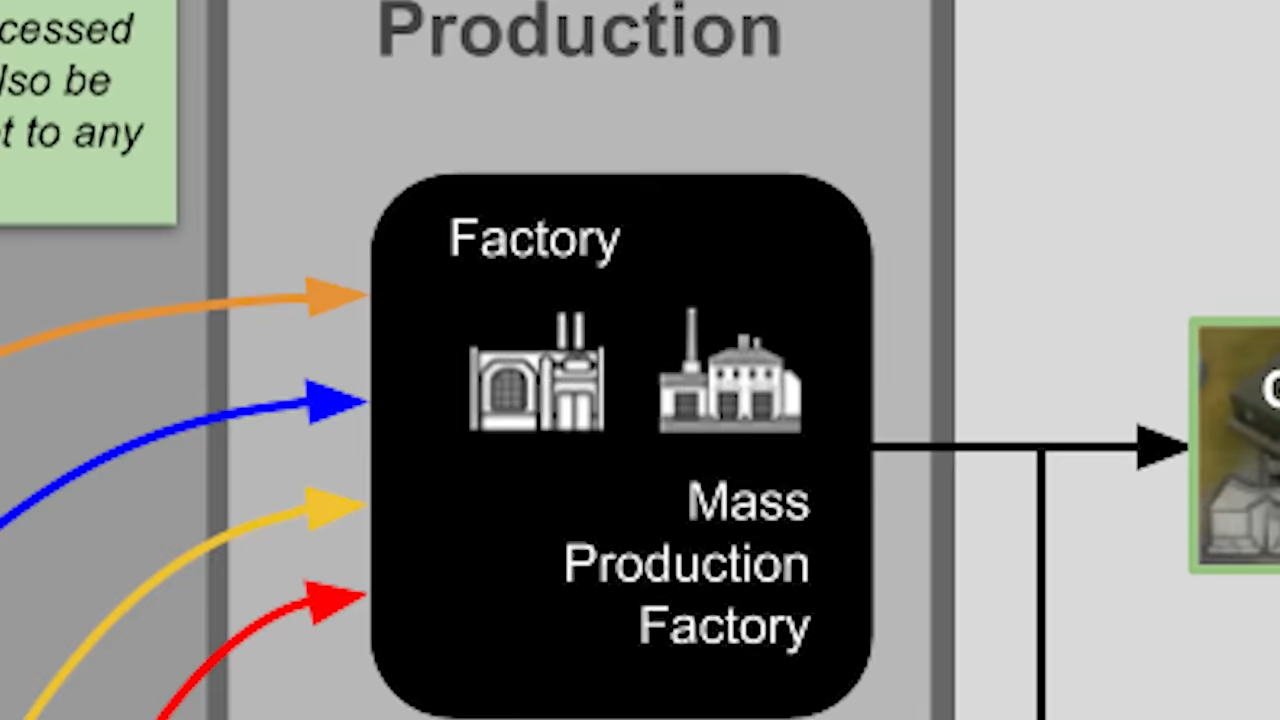 cessed
lso be
t to any
Production
Factory
Mass
Production
Factory